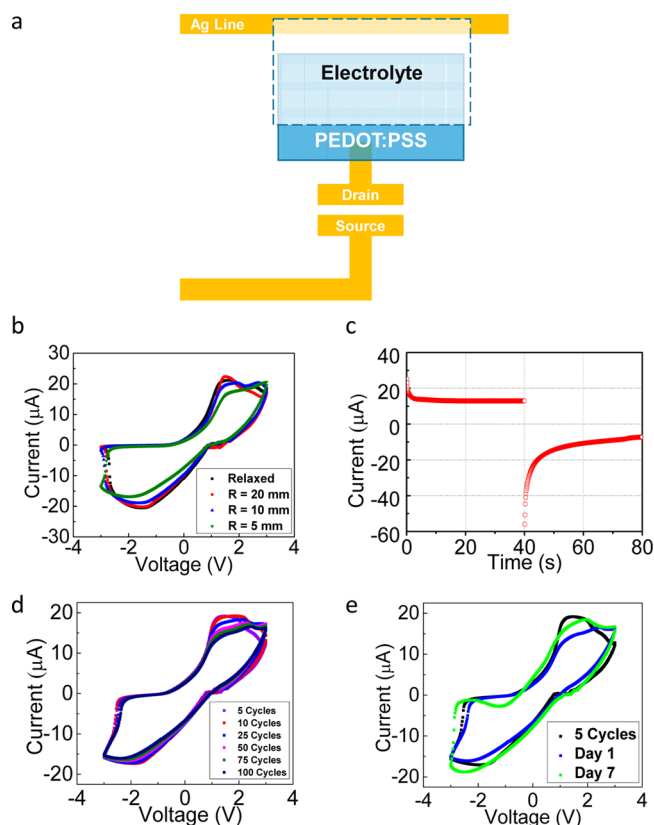 a
Ag Line
Electrolyte
PEDOT:PSS
Drain
Source
b
30
20
10
0
-10
-20
-30
-4 -2 0 2 4
Current (μA)
Voltage (V)
Relaxed
R = 20 mm
R = 10 mm
R = 5 mm
c
40
20
0
-20
-40
-60
0 20 40 60 80
Current (μA)
Time (s)
d
20
10
0
-10
-20
-4 -2 0 2 4
Current (μA)
Voltage (V)
5 Cycles
10 Cycles
25 Cycles
50 Cycles
75 Cycles
100 Cycles
e
20
10
0
-10
-20
-4 -2 0 2 4
Current (μA)
Voltage (V)
5 Cycles
Day 1
Day 7